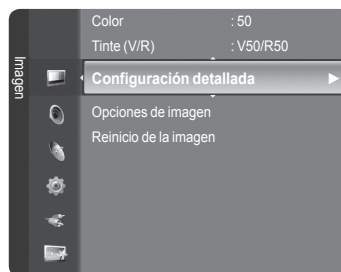 Imagen
Color : 50
Tinte (V/R) : V50/R50
Configuración detallada
Opciones de imagen
Reinicio de la imagen